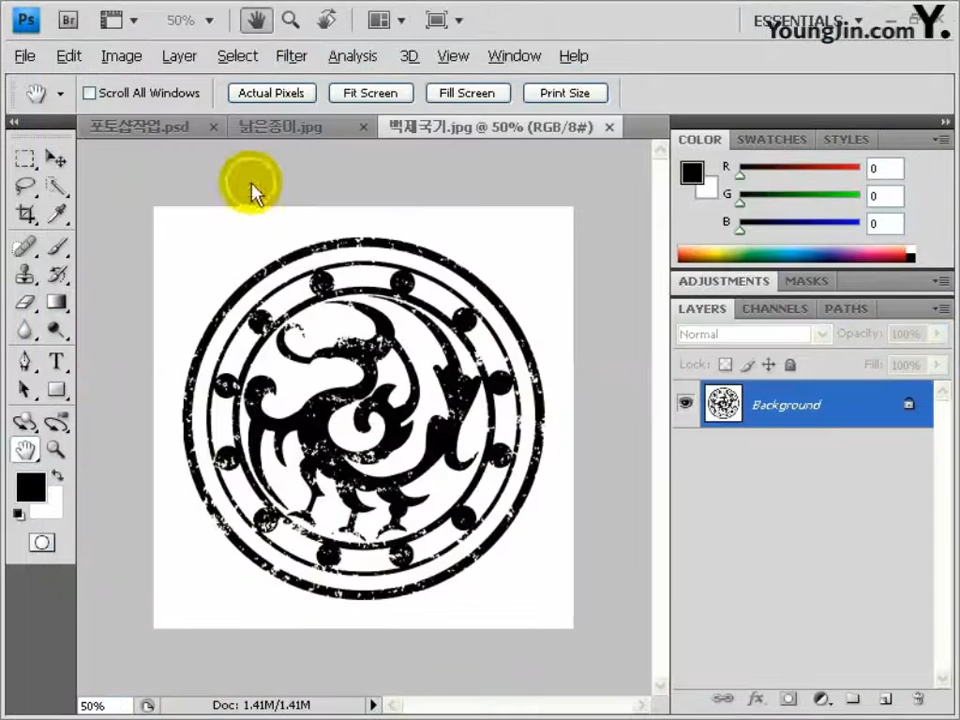 Ps Br 50% ESSENTIALS
YoungJin.com Y.
File Edit Image Layer Select Filter Analysis 3D View Window Help
Scroll All Windows Actual Pixels Fit Screen Fill Screen Print Size
포토샵작업.psd × 낡은종이.jpg × 백제국기.jpg @ 50% (RGB/8#) ×
COLOR SWATCHES STYLES
R 0
G 0
B 0
ADJUSTMENTS MASKS
LAYERS CHANNELS PATHS
Normal Opacity: 100%
Lock: Fill: 100%
Background
50% Doc: 1.41M/1.41M